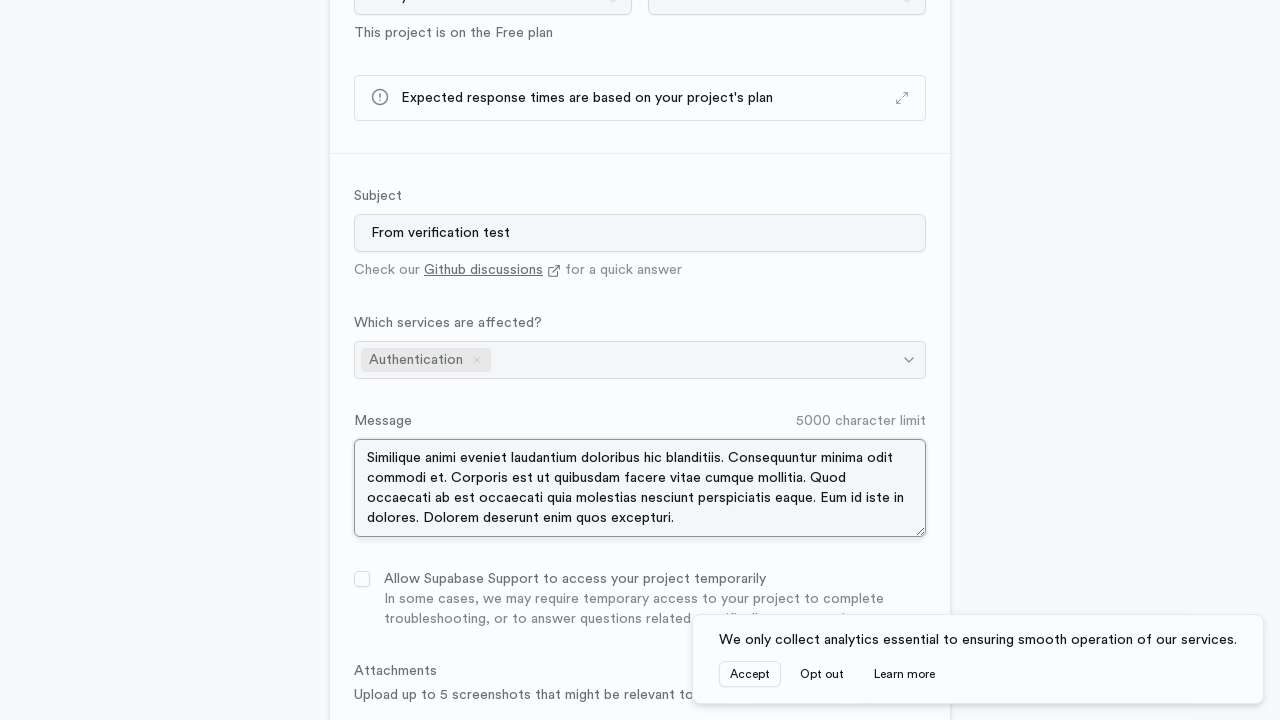 This project is on the Free plan
Expected response times are based on your project's plan
Subject
From verification test
Check our Github discussions for a quick answer
Which services are affected?
Authentication
Message
5000 character limit
Similique animi eveniet laudantium doloribus hic blanditiis. Consequuntur minima odit
commodi et. Corporis est ut quibusdam facere vitae cumque mollitia. Quod
occaecati ab est occaecati quia molestias nesciunt perspiciatis eaque. Eum id iste in
dolores. Dolorem deserunt enim quos excepturi.
Allow Supabase Support to access your project temporarily
In some cases, we may require temporary access to your project to complete
troubleshooting, or to answer questions related
We only collect analytics essential to ensuring smooth operation of our services.
Accept
Opt out
Learn more
Attachments
Upload up to 5 screenshots that might be relevant to